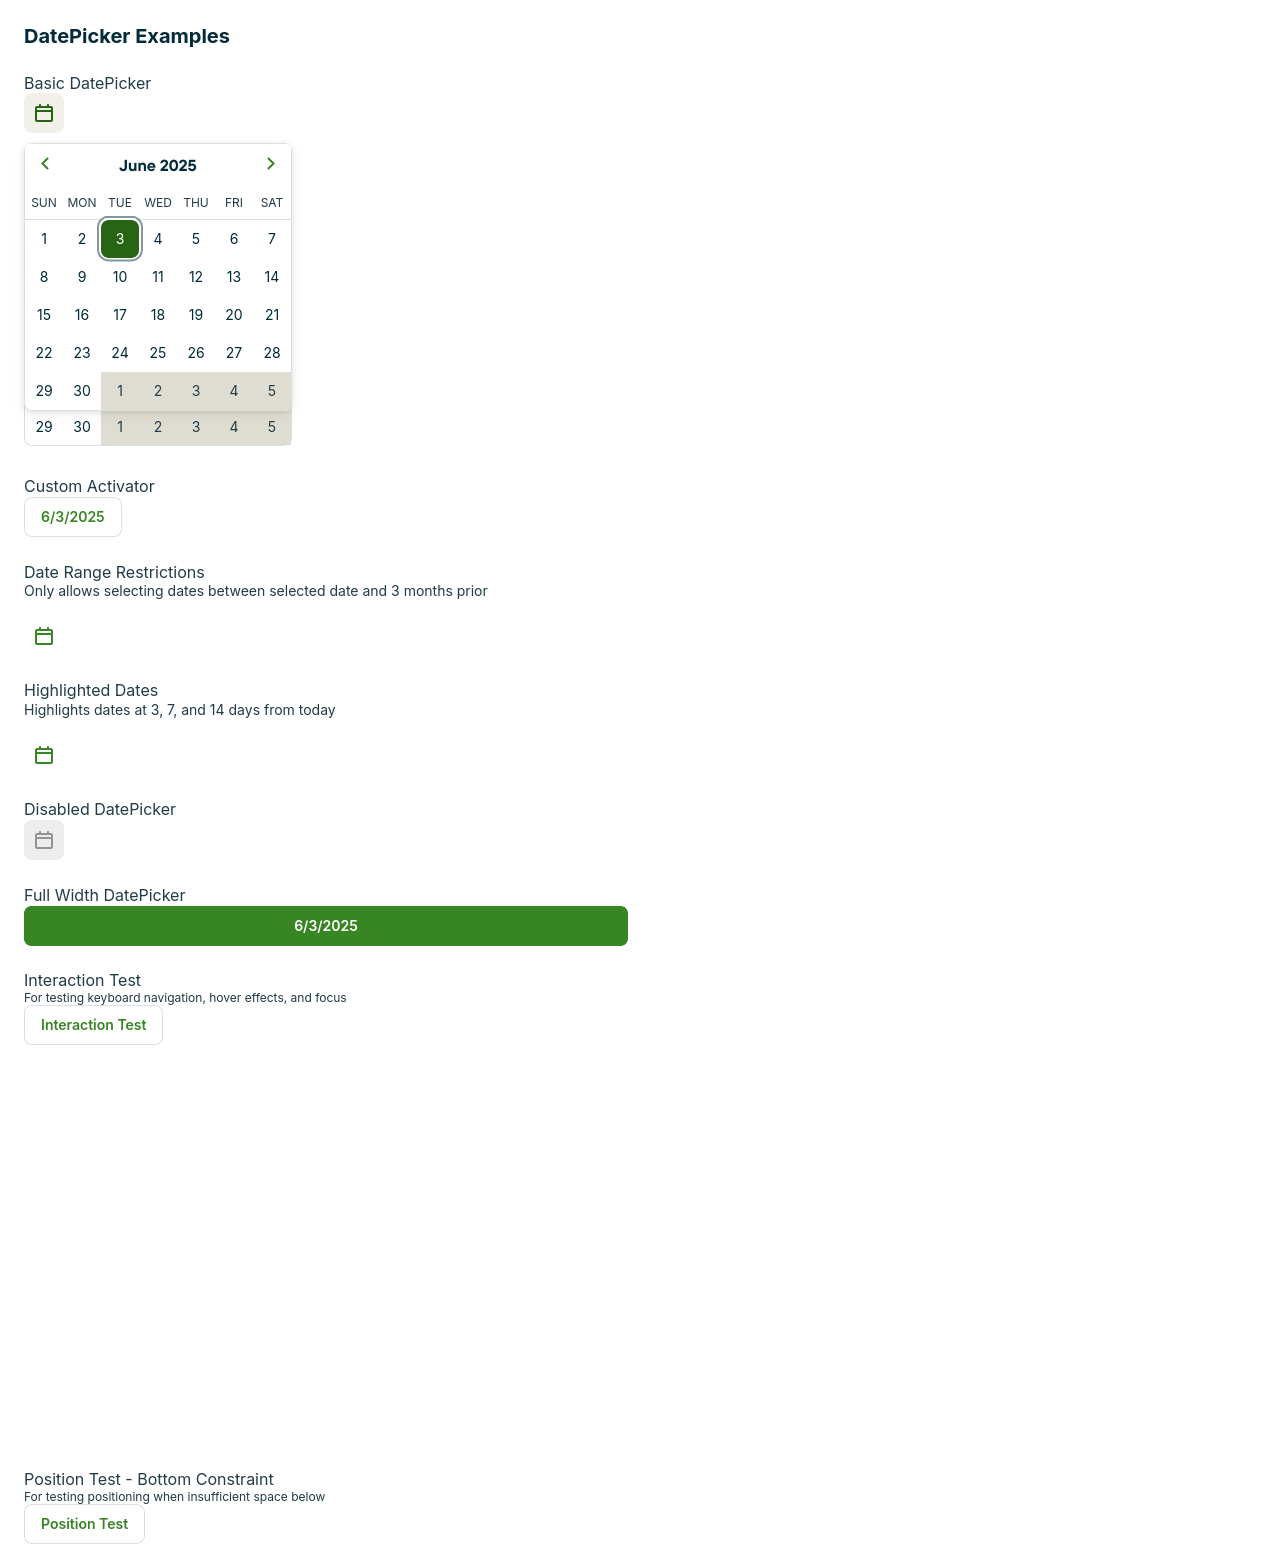 DatePicker Examples
Basic DatePicker
June 2025
SUN MON TUE WED THU FRI SAT
1 2 3 4 5 6 7
8 9 10 11 12 13 14
15 16 17 18 19 20 21
22 23 24 25 26 27 28
29 30 1 2 3 4 5
29 30 1 2 3 4 5
Custom Activator
6/3/2025
Date Range Restrictions
Only allows selecting dates between selected date and 3 months prior
Highlighted Dates
Highlights dates at 3, 7, and 14 days from today
Disabled DatePicker
Full Width DatePicker
6/3/2025
Interaction Test
For testing keyboard navigation, hover effects, and focus
Interaction Test
Position Test - Bottom Constraint
For testing positioning when insufficient space below
Position Test